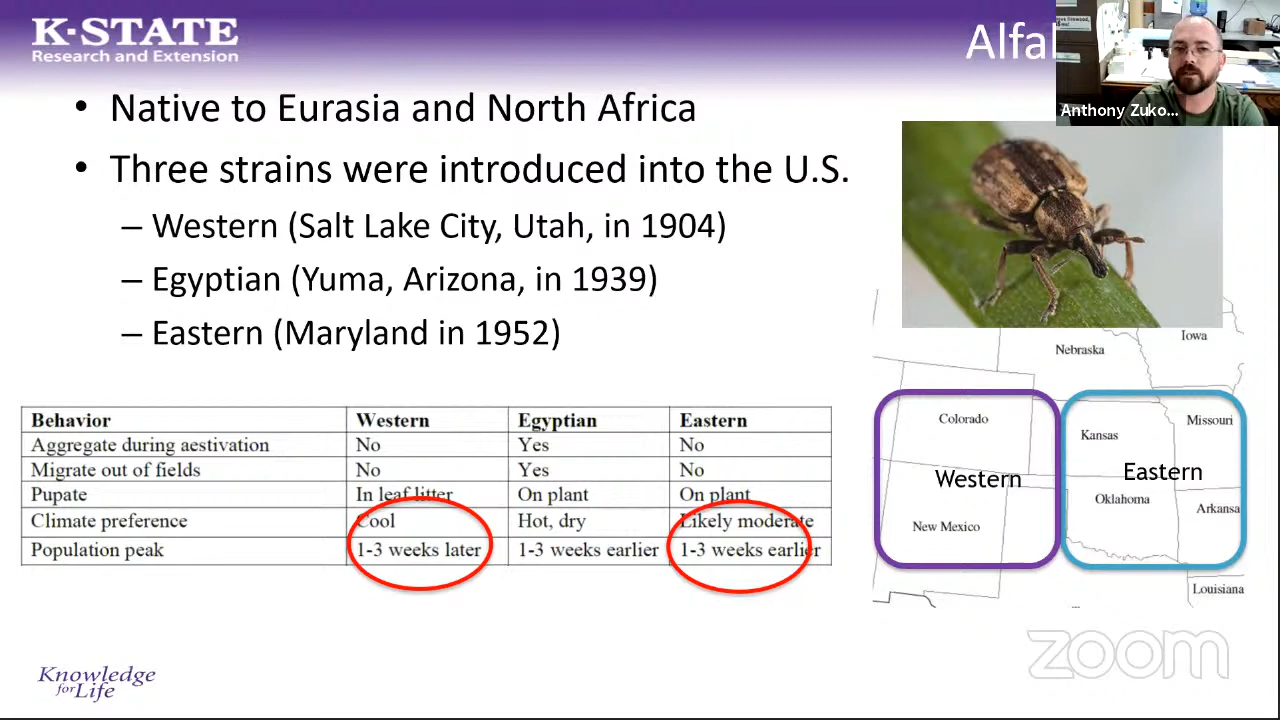 K-STATE
Research and Extension
Alfal
Anthony Zuko...
• Native to Eurasia and North Africa
• Three strains were introduced into the U.S.
– Western (Salt Lake City, Utah, in 1904)
– Egyptian (Yuma, Arizona, in 1939)
– Eastern (Maryland in 1952)
Behavior Western Egyptian Eastern
Aggregate during aestivation No Yes No
Migrate out of fields No Yes No
Pupate In leaf litter On plant On plant
Climate preference Cool Hot, dry Likely moderate
Population peak 1-3 weeks later 1-3 weeks earlier 1-3 weeks earlier
Nebraska
Iowa
Colorado
Kansas
Missouri
Western
Eastern
New Mexico
Oklahoma
Arkansa
Louisiana
zoom
Knowledge
for Life